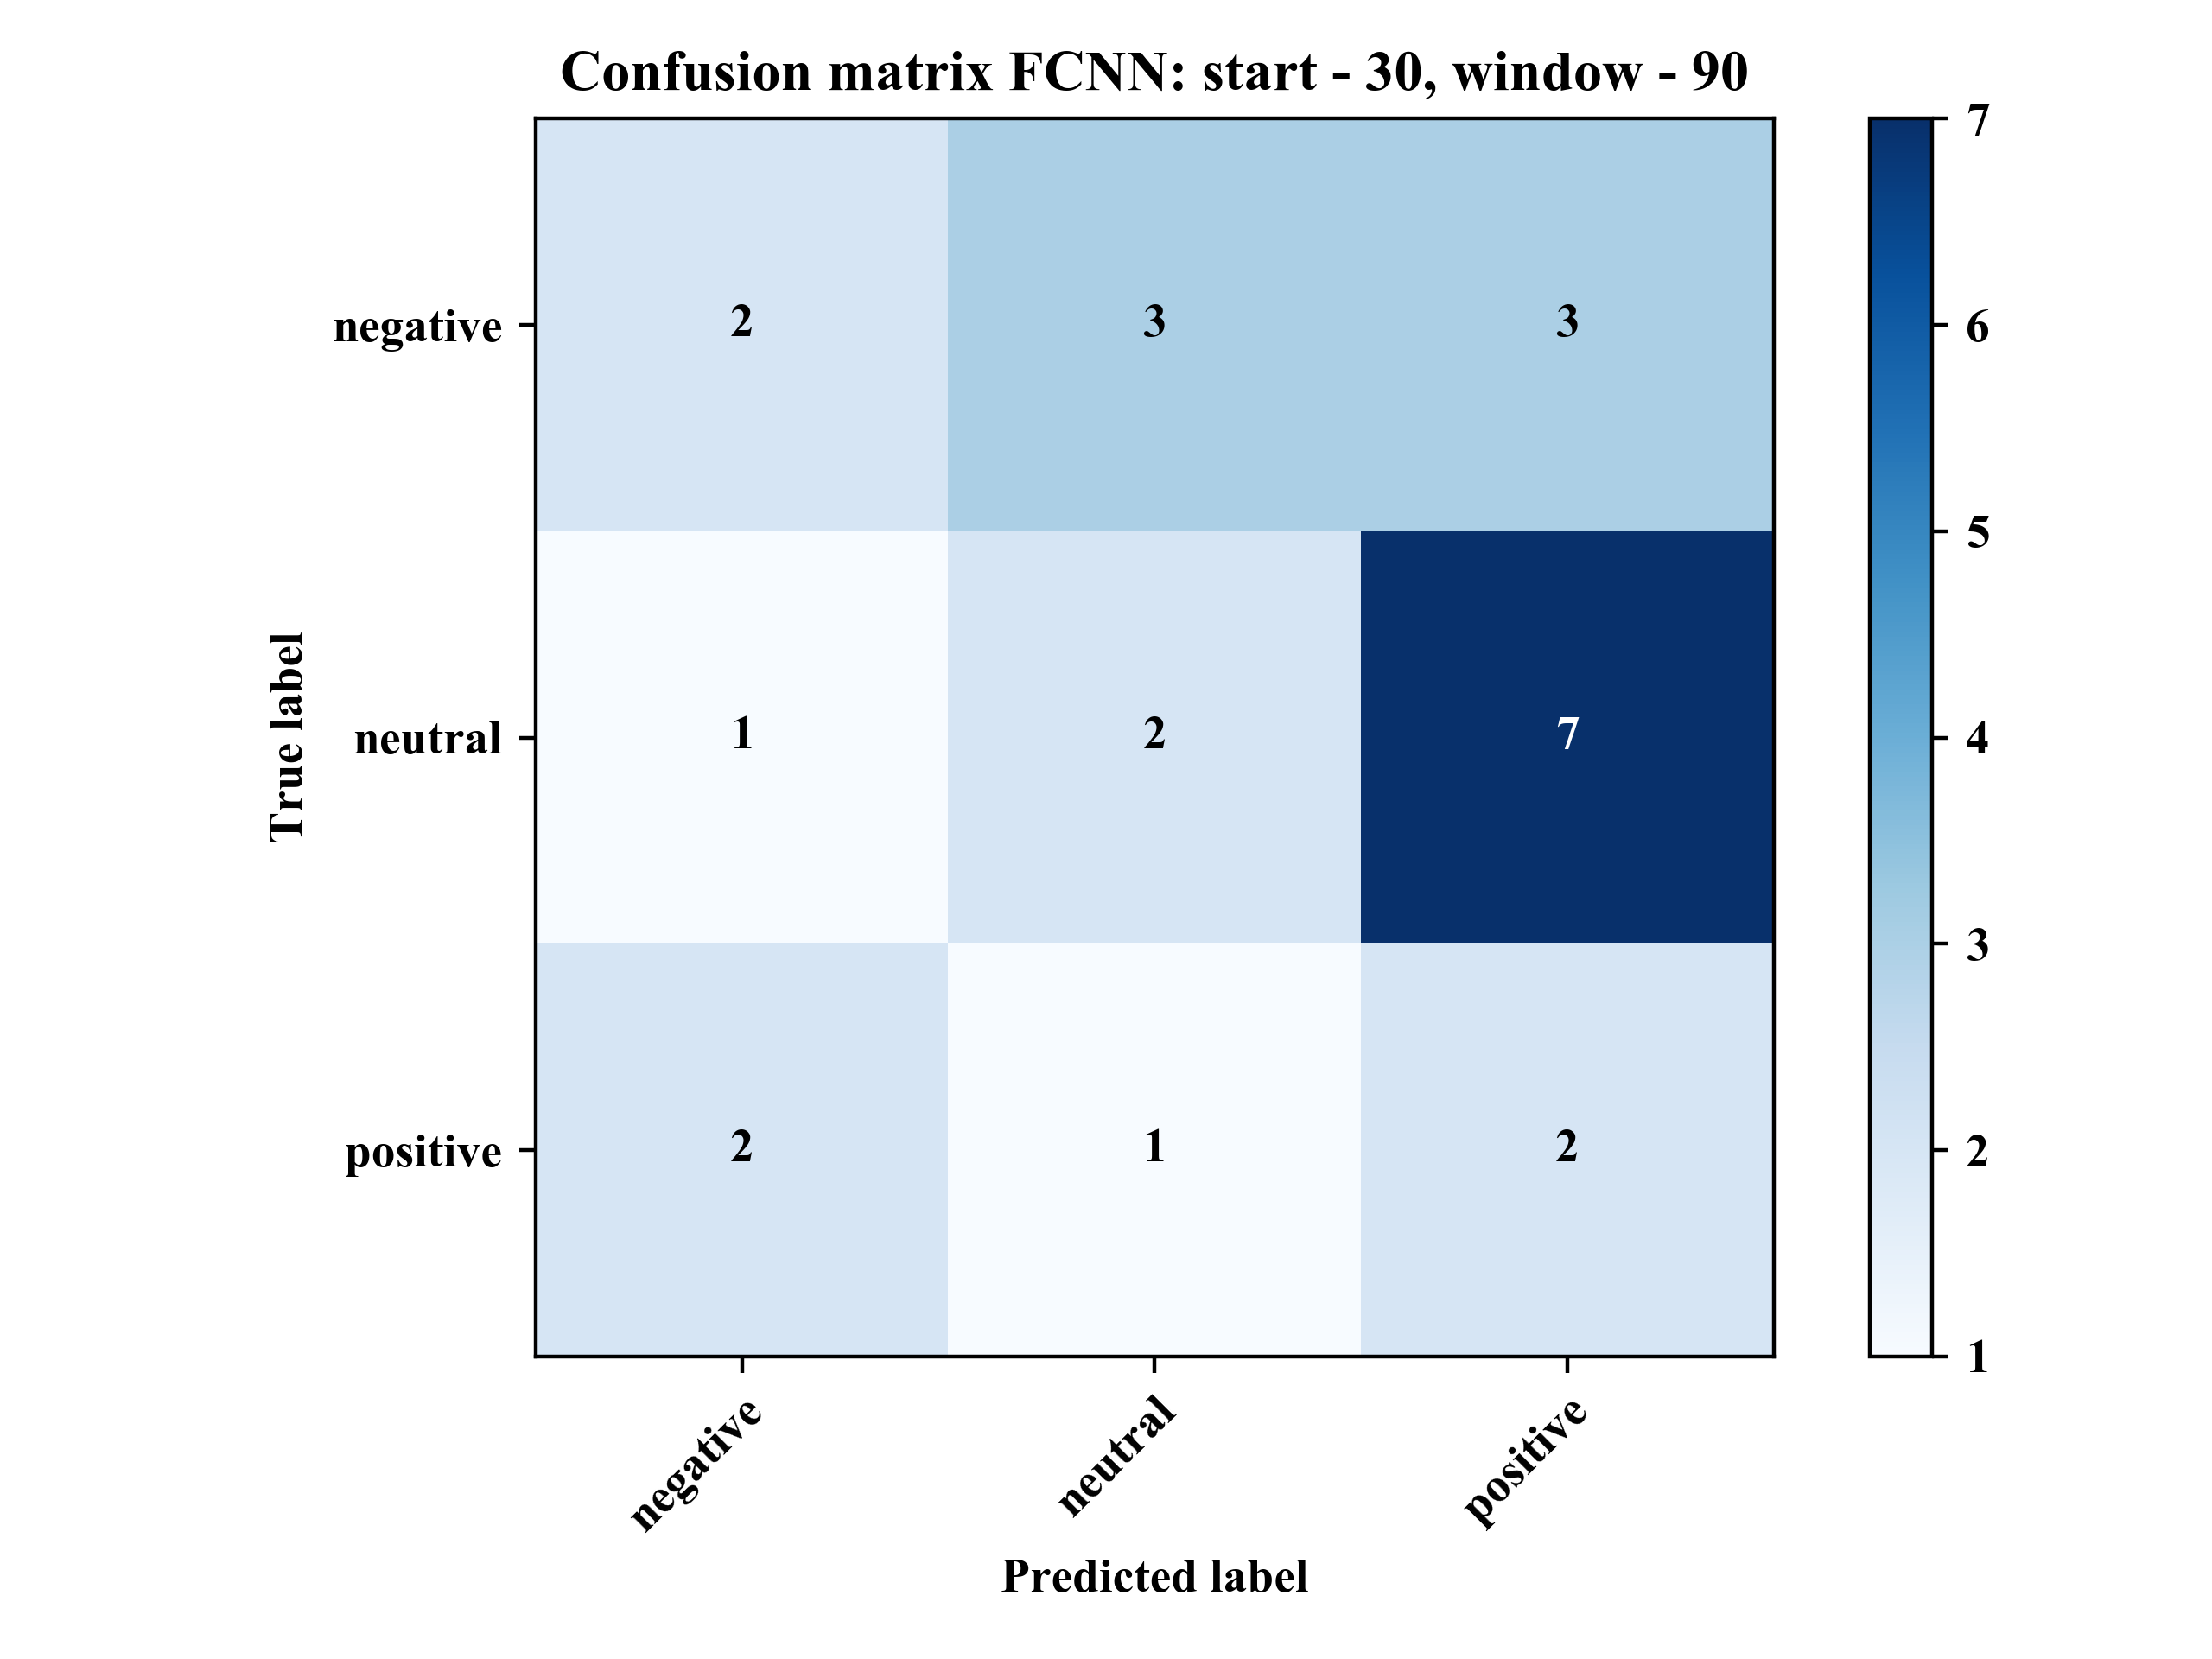 Confusion matrix FCNN: start - 30, window - 90
True label
negative
2 3 3
neutral
1 2 7
positive
2 1 2
negative
neutral
positive
Predicted label
7
6
5
4
3
2
1